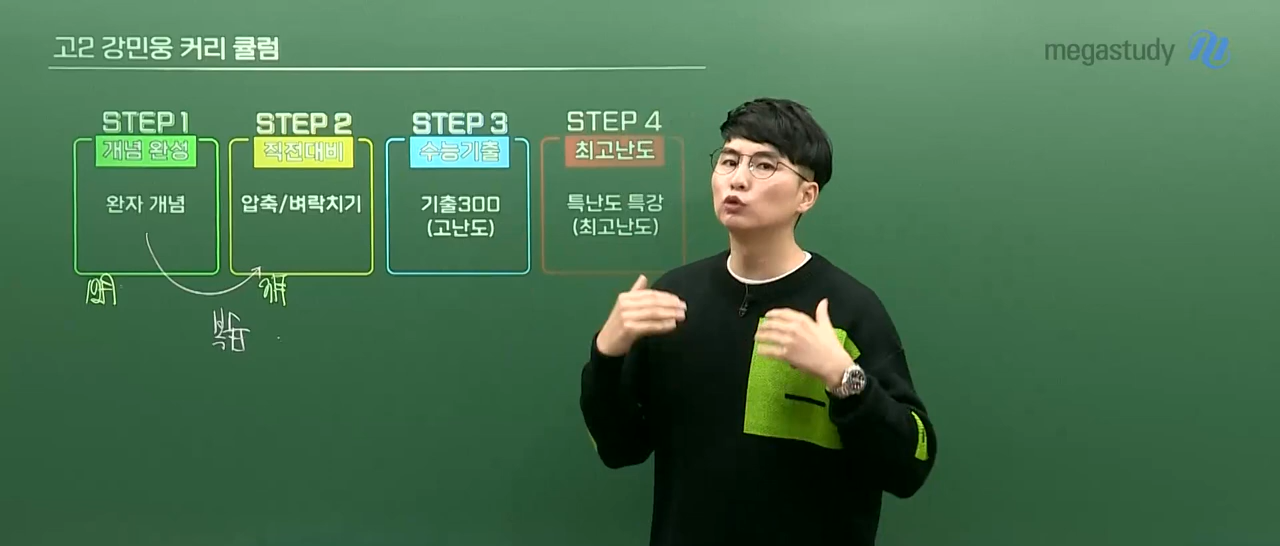 고2 강민웅 커리 쿨럼
megastudy
STEP 1
개념 완성
완자 개념
STEP 2
직전대비
압축/벼락치기
STEP 3
수능기출
기출300
(고난도)
STEP 4
최고난도
특난도 특강
(최고난도)